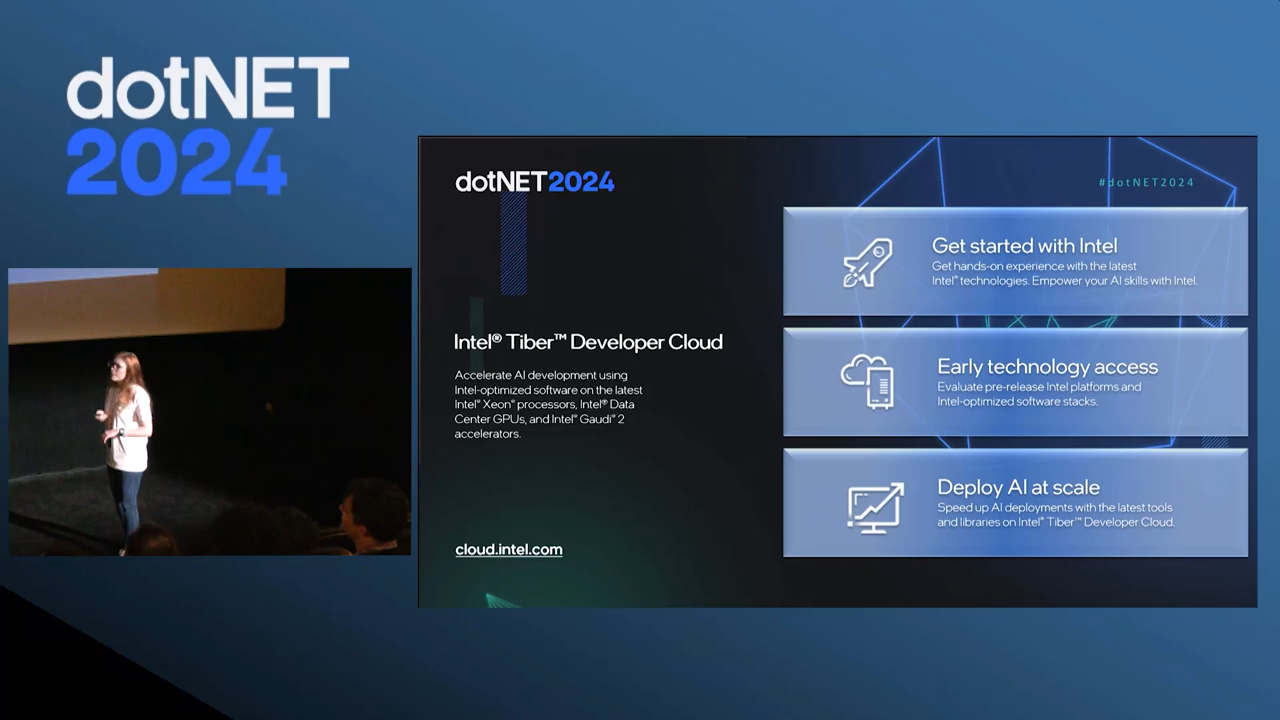 dotNET
2024
dotNET2024
#dotNET2024
Intel® Tiber™ Developer Cloud
Accelerate AI development using
Intel-optimized software on the latest
Intel® Xeon® processors, Intel® Data
Center GPUs, and Intel® Gaudi® 2
accelerators.
cloud.intel.com
Get started with Intel
Get hands-on experience with the latest
Intel® technologies. Empower your AI skills with Intel.
Early technology access
Evaluate pre-release Intel platforms and
Intel-optimized software stacks.
Deploy AI at scale
Speed up AI deployments with the latest tools
and libraries on Intel® Tiber™ Developer Cloud.